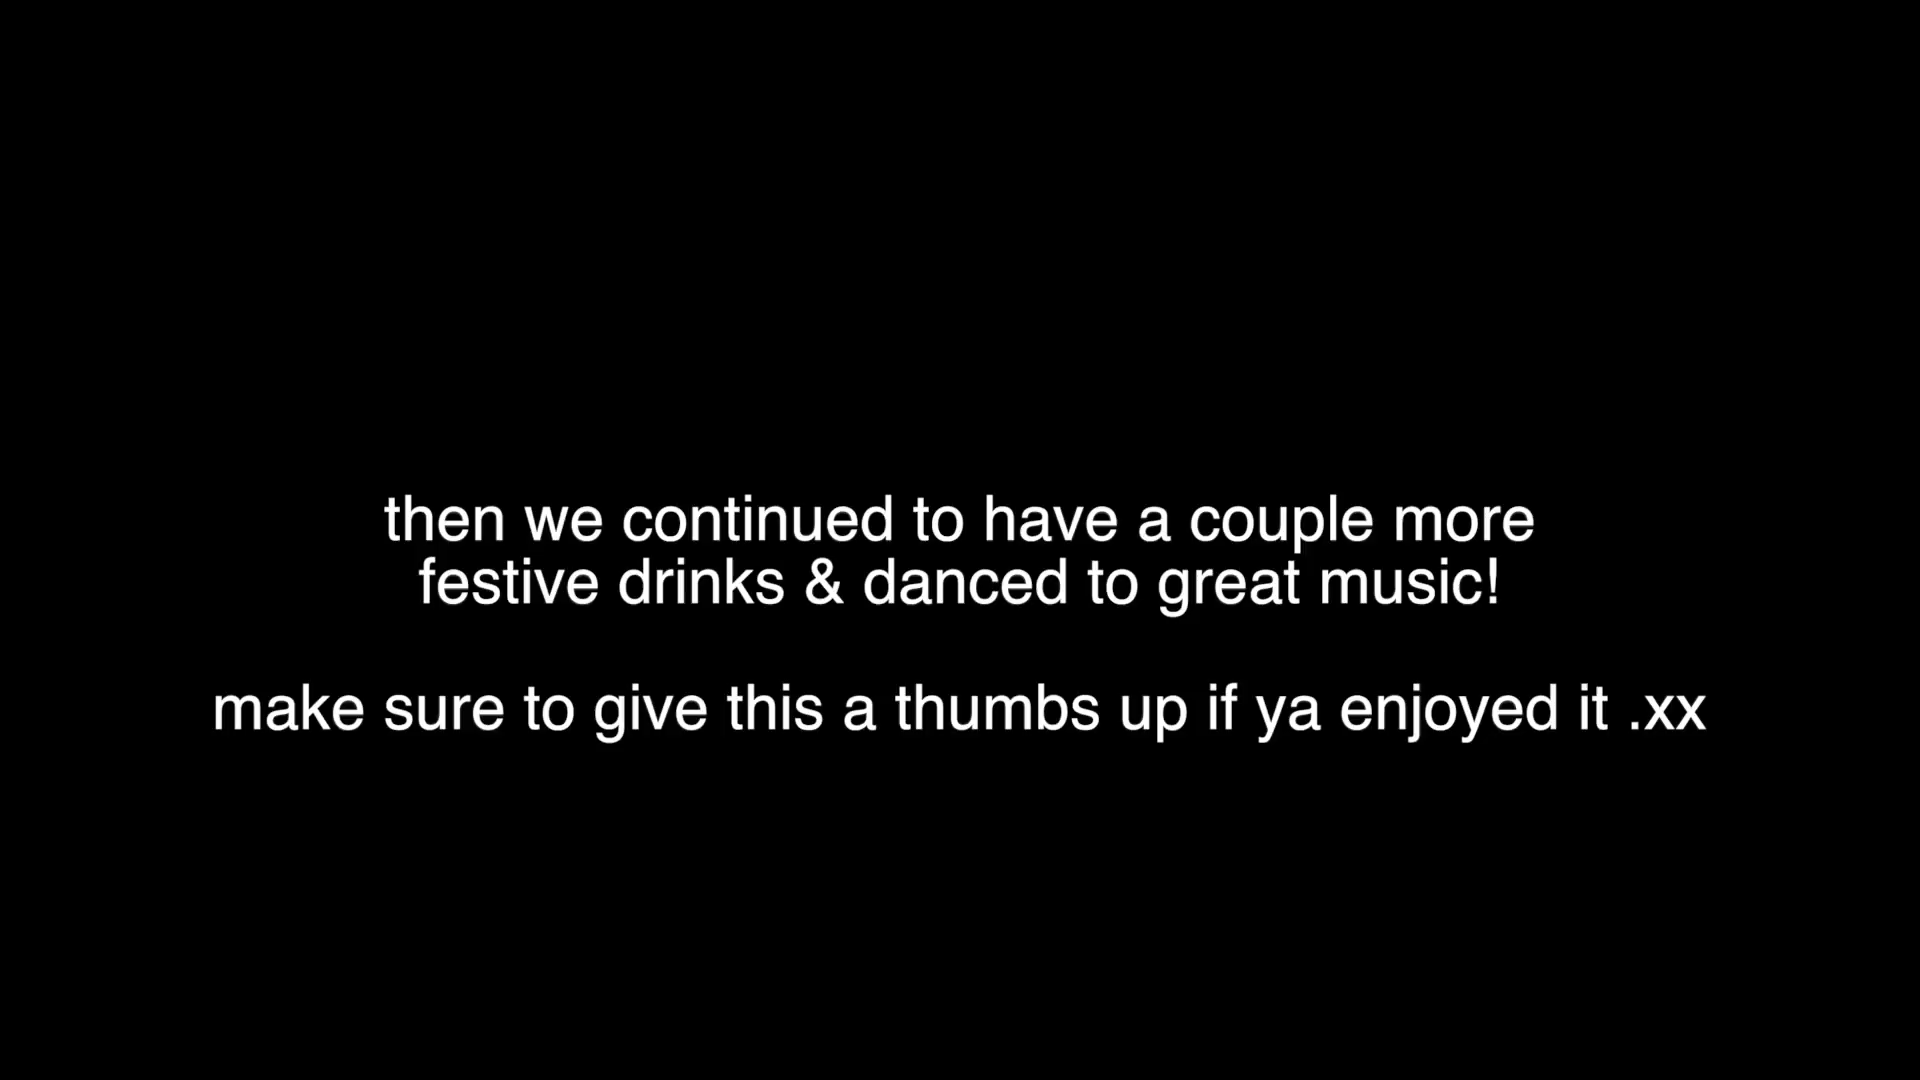 then we continued to have a couple more
festive drinks & danced to great music!
make sure to give this a thumbs up if ya enjoyed it .xx